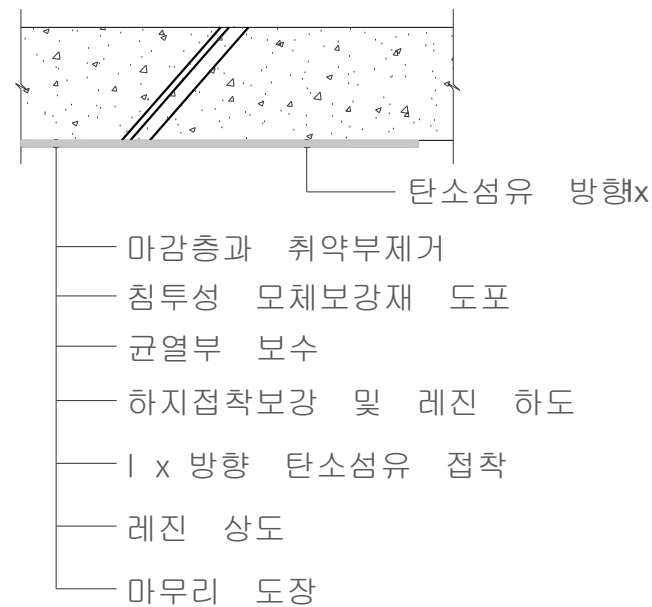 탄소섬유 방향lx
마감층과 취약부제거
침투성 모체보강재 도포
균열부 보수
하지접착보강 및 레진 하도
l x 방향 탄소섬유 접착
레진 상도
마무리 도장